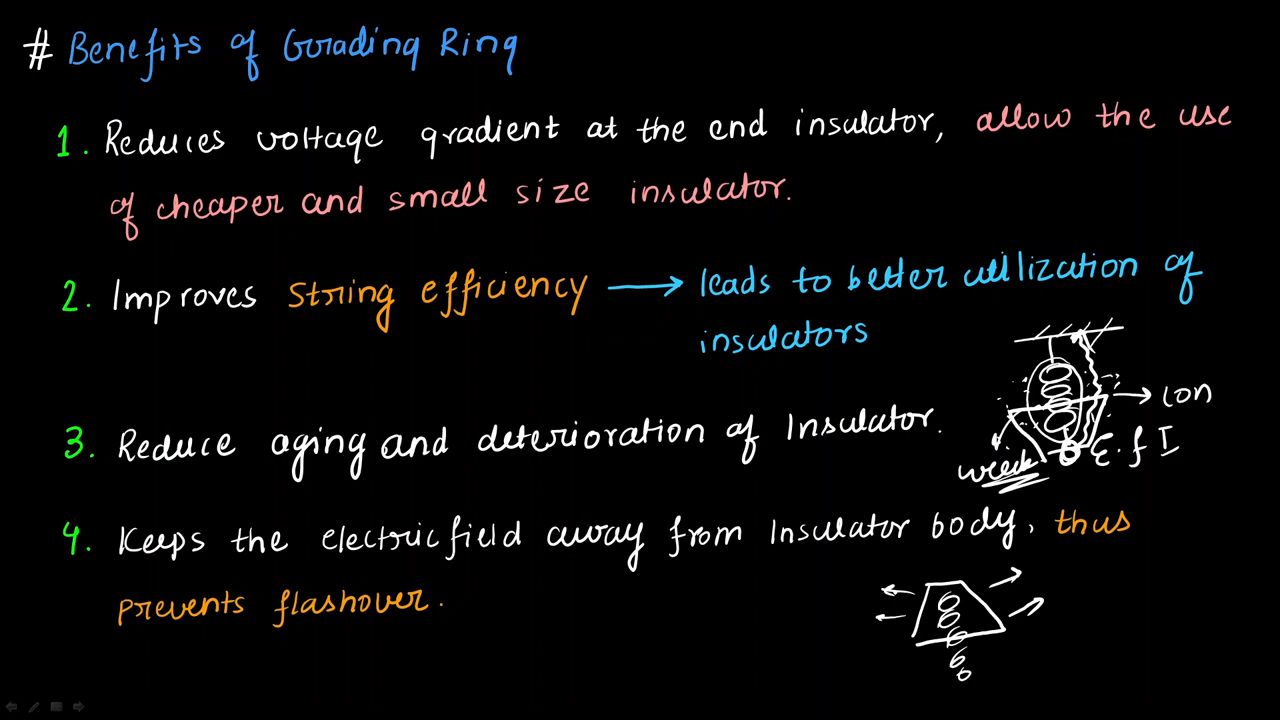 # Benefits of Grading Ring
1. Reduces voltage gradient at the end insulator, allow the use
of cheaper and small size insulator.
2. Improves string efficiency → leads to better utilization of
insulators
ion
3. Reduce aging and deterioration of Insulator.
E.f I
weak
4. Keeps the electric field away from Insulator body, thus
prevents flashover.